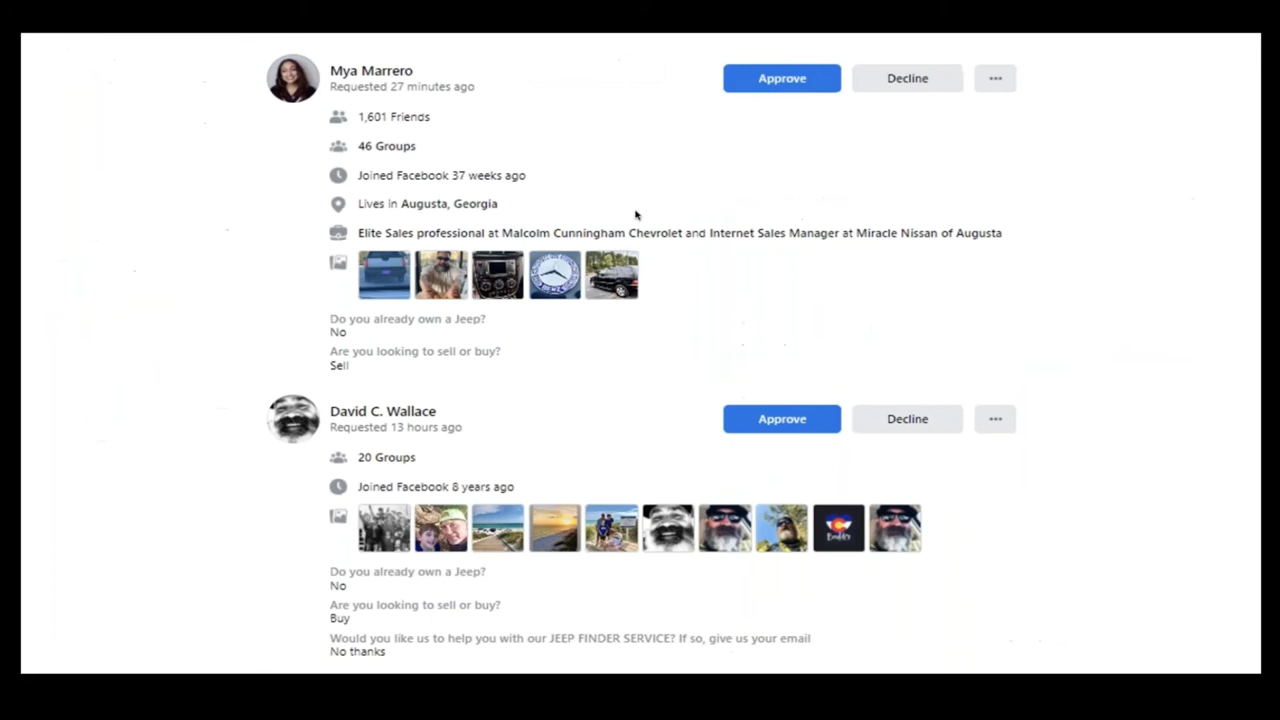 Mya Marrero
Requested 27 minutes ago
Approve
Decline
1,601 Friends
46 Groups
Joined Facebook 37 weeks ago
Lives in Augusta, Georgia
Elite Sales professional at Malcolm Cunningham Chevrolet and Internet Sales Manager at Miracle Nissan of Augusta
Do you already own a Jeep?
No
Are you looking to sell or buy?
Sell
David C. Wallace
Requested 13 hours ago
Approve
Decline
20 Groups
Joined Facebook 8 years ago
Do you already own a Jeep?
No
Are you looking to sell or buy?
Buy
Would you like us to help you with our JEEP FINDER SERVICE? If so, give us your email
No thanks